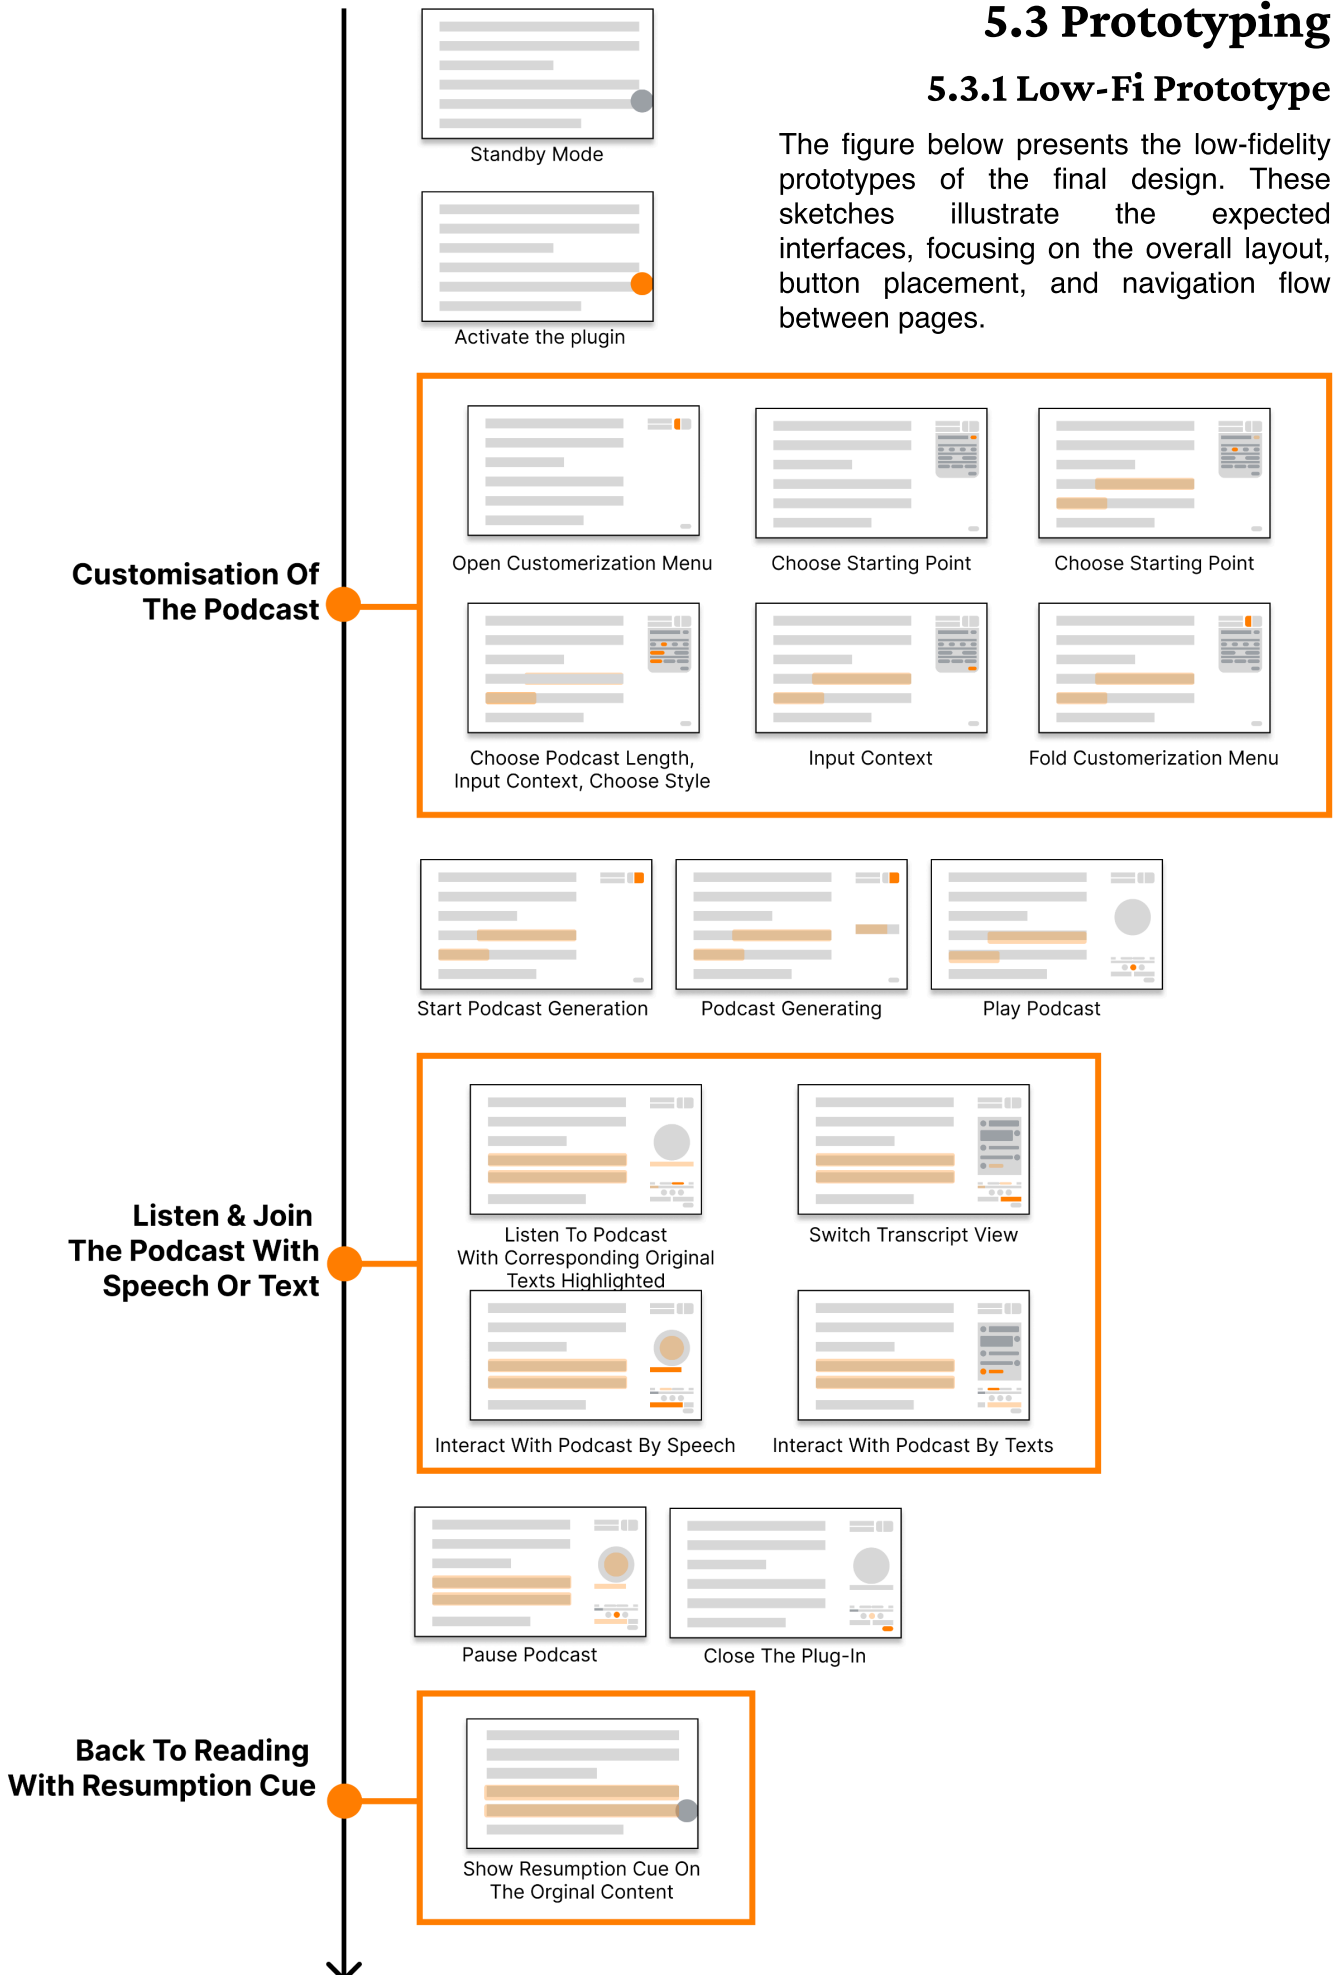 5.3 Prototyping
5.3.1 Low-Fi Prototype
The figure below presents the low-fidelity
prototypes of the final design. These
sketches illustrate the expected
interfaces, focusing on the overall layout,
button placement, and navigation flow
between pages.
Standby Mode
Activate the plugin
Customisation Of
The Podcast
Open Customerization Menu
Choose Starting Point
Choose Starting Point
Choose Podcast Length,
Input Context, Choose Style
Input Context
Fold Customerization Menu
Start Podcast Generation
Podcast Generating
Play Podcast
Listen & Join
The Podcast With
Speech Or Text
Listen To Podcast
With Corresponding Original
Texts Highlighted
Switch Transcript View
Interact With Podcast By Speech
Interact With Podcast By Texts
Pause Podcast
Close The Plug-In
Back To Reading
With Resumption Cue
Show Resumption Cue On
The Orginal Content